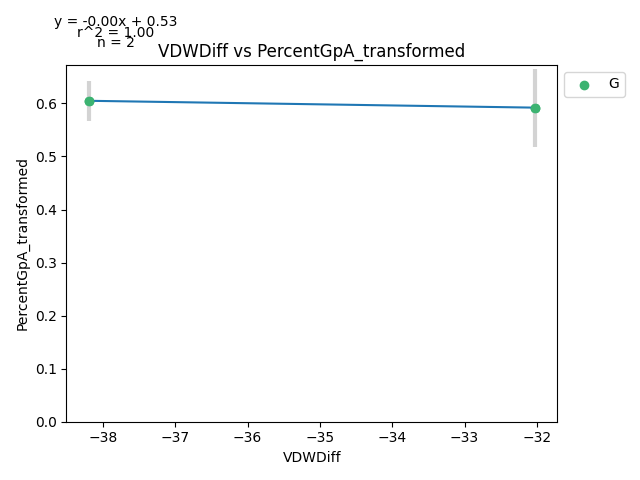 y = -0.00x + 0.53
r^2 = 1.00
n = 2
VDWDiff vs PercentGpA_transformed
G
PercentGpA_transformed
0.6
0.5
0.4
0.3
0.2
0.1
0.0
−38 −37 −36 −35 −34 −33 −32
VDWDiff